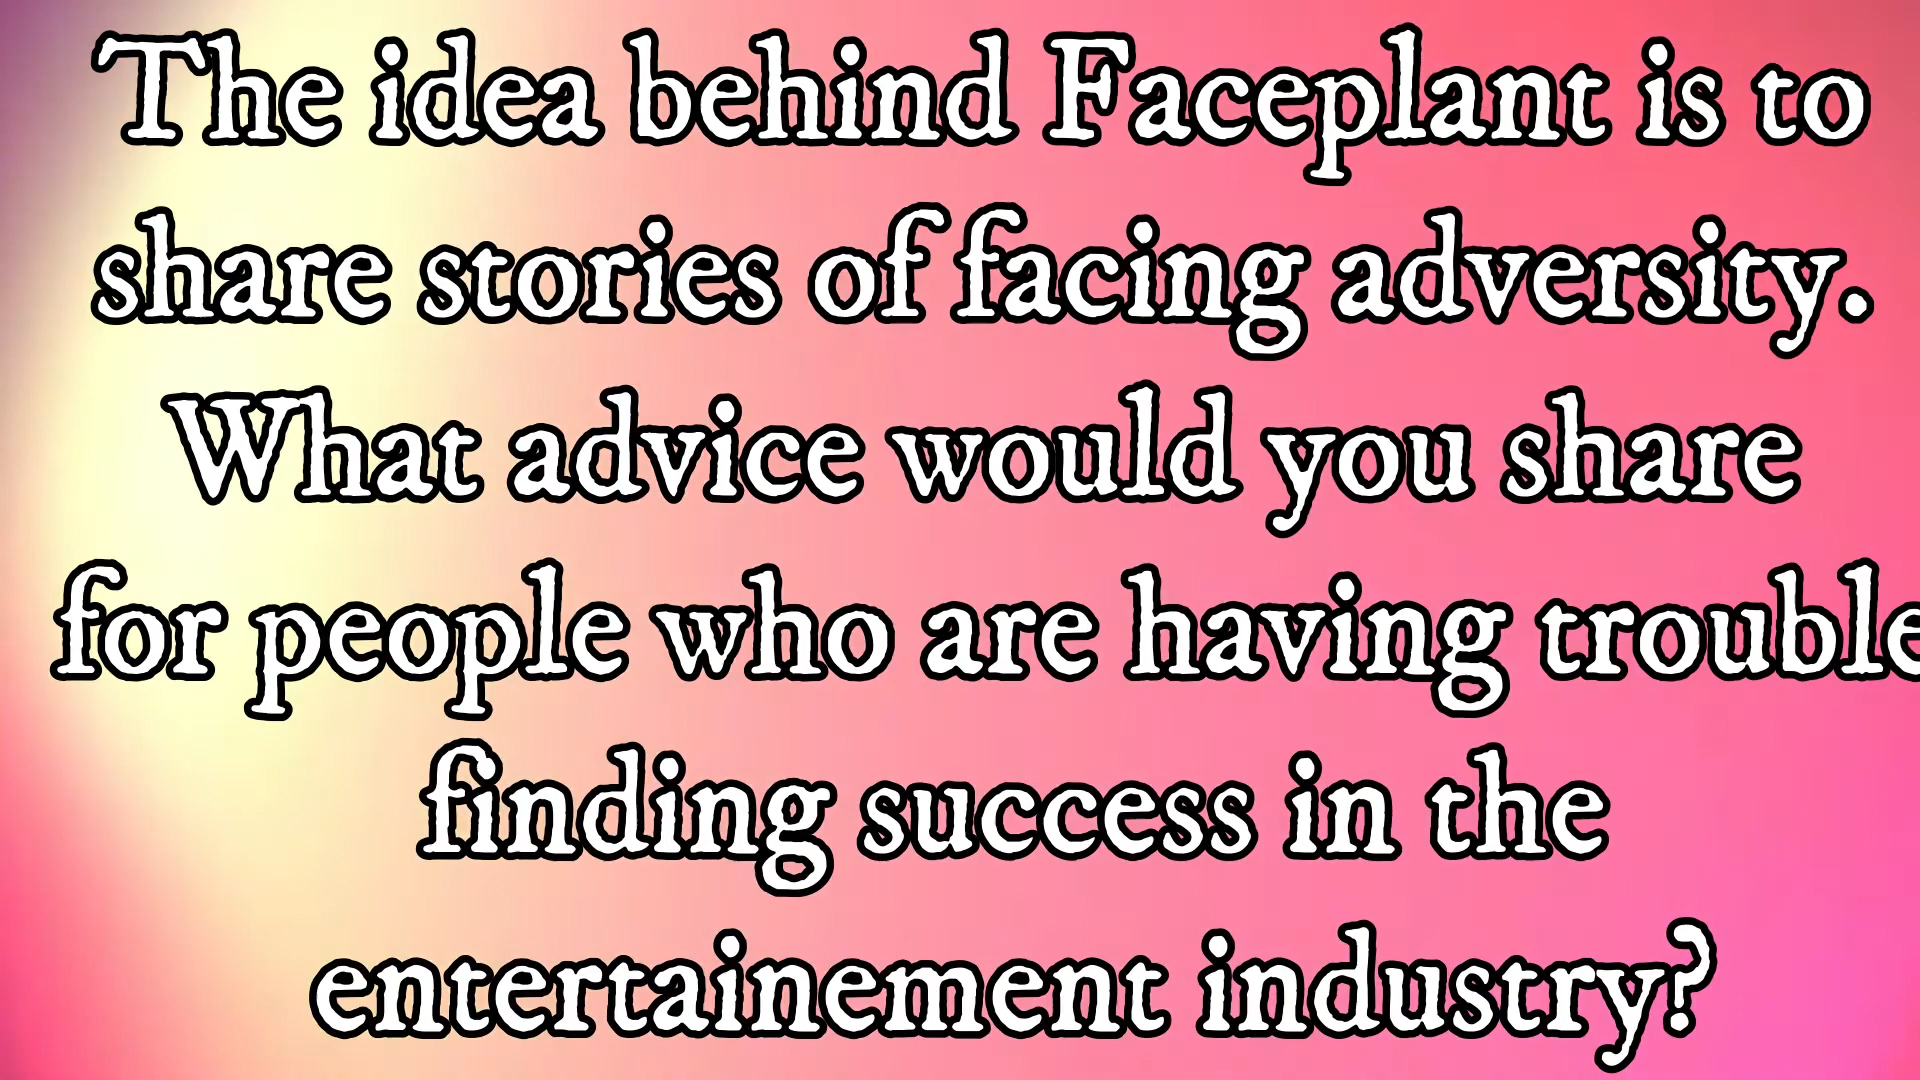 The idea behind Faceplant is to
share stories of facing adversity.
What advice would you share
for people who are having trouble
finding success in the
entertainement industry?